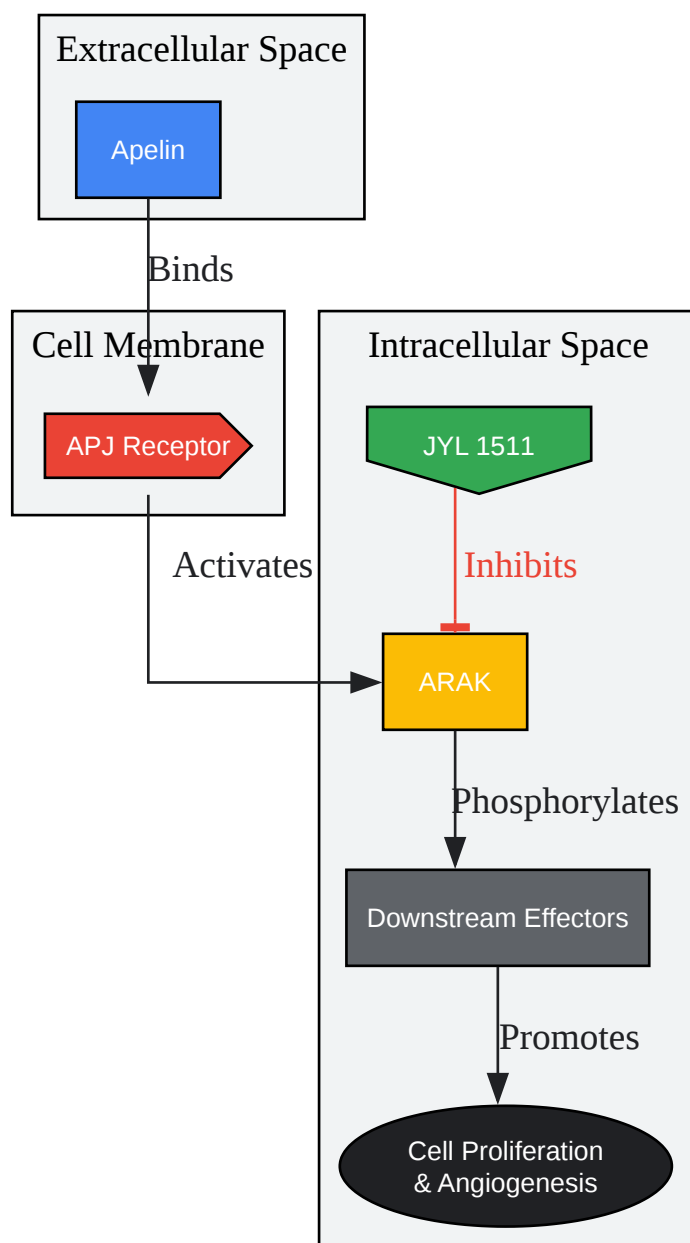 Extracellular Space
Apelin
Binds
Cell Membrane
APJ Receptor
Intracellular Space
JYL 1511
Activates
Inhibits
ARAK
Phosphorylates
Downstream Effectors
Promotes
Cell Proliferation
& Angiogenesis